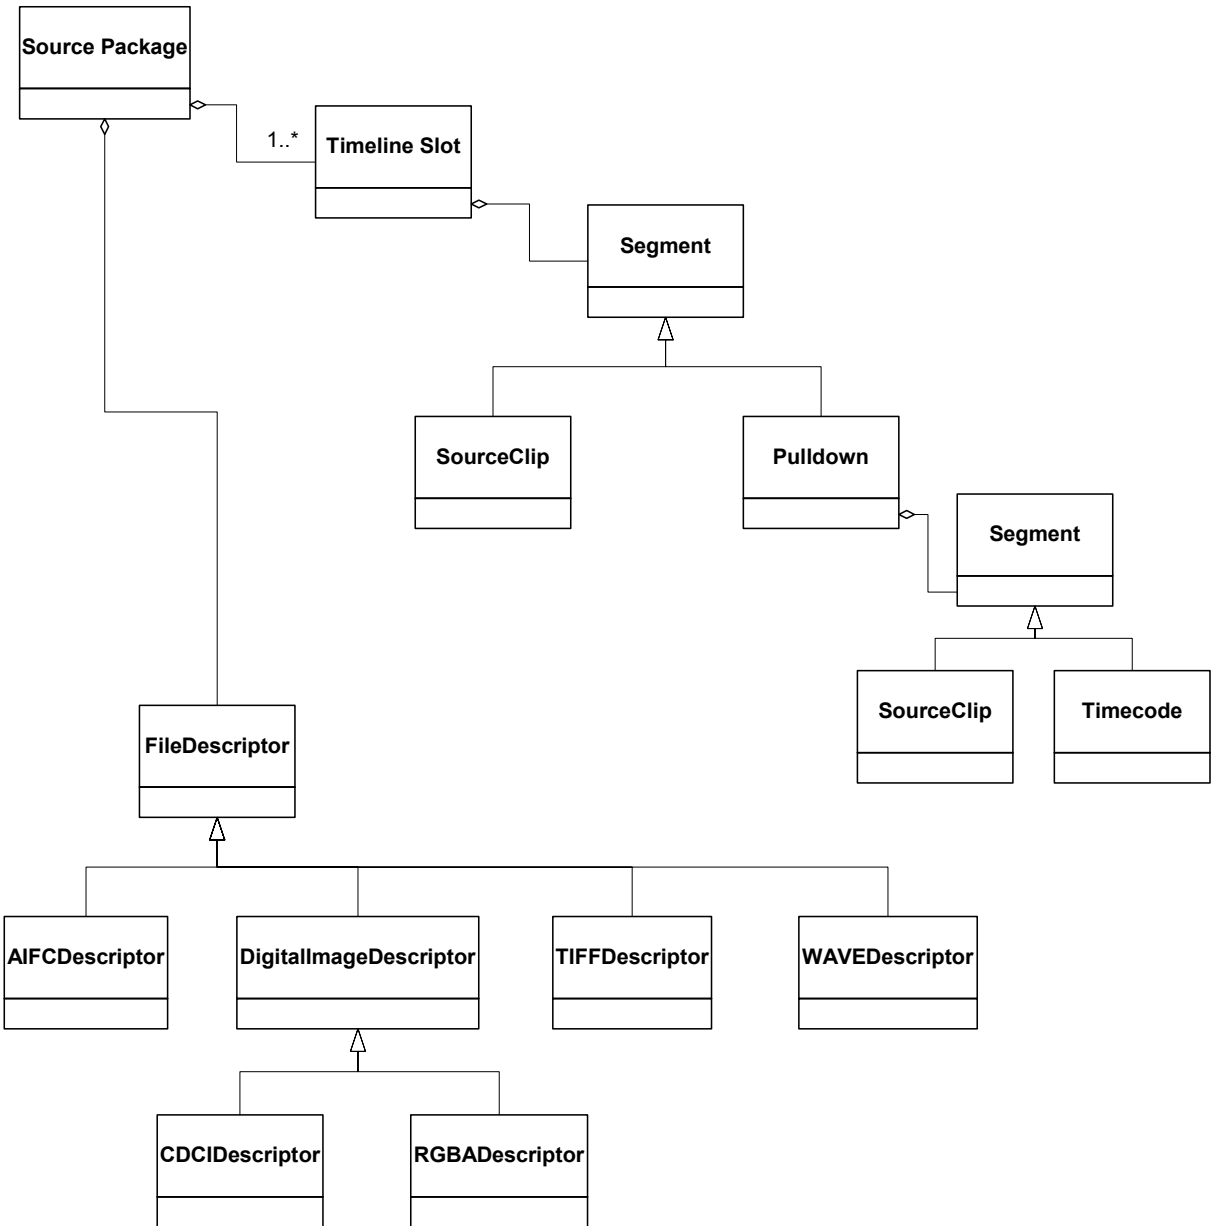 Source Package
1..*
Timeline Slot
Segment
SourceClip
Pulldown
Segment
SourceClip
Timecode
FileDescriptor
AIFCDescriptor
DigitalImageDescriptor
TIFFDescriptor
WAVEDescriptor
CDCIDescriptor
RGBADescriptor